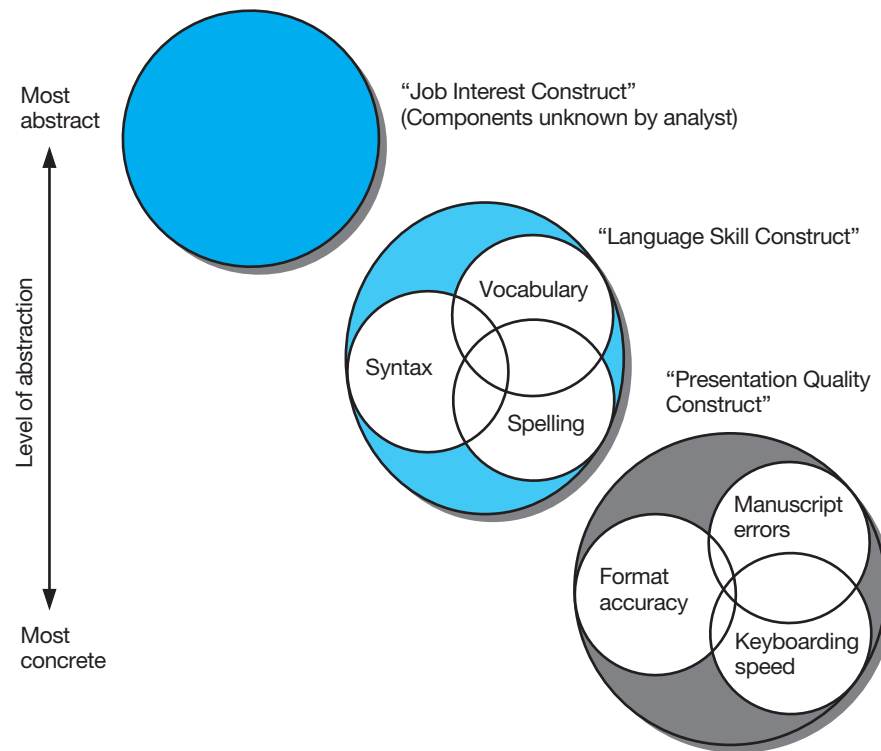 Most
abstract
“Job Interest Construct”
(Components unknown by analyst)
Level of abstraction
“Language Skill Construct”
Vocabulary
Syntax
Spelling
“Presentation Quality
Construct”
Manuscript
errors
Format
accuracy
Keyboarding
speed
Most
concrete